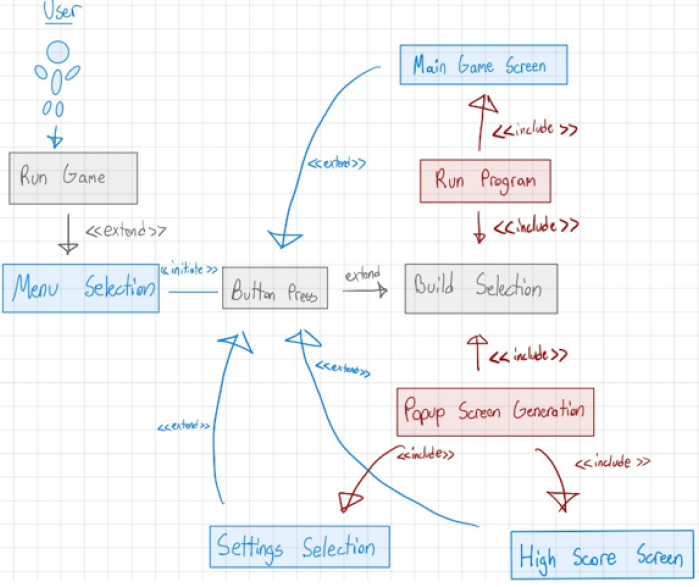 User
Main Game Screen
<<include>>
<<extend>>
Run Game
Run Program
<<extend>>
<<include>>
Menu Selection
<<initiate>>
Button Press
extend
Build Selection
<<include>>
<<extend>>
Popup Screen Generation
<<extend>>
<<include>>
<<include>>
Settings Selection
High Score Screen